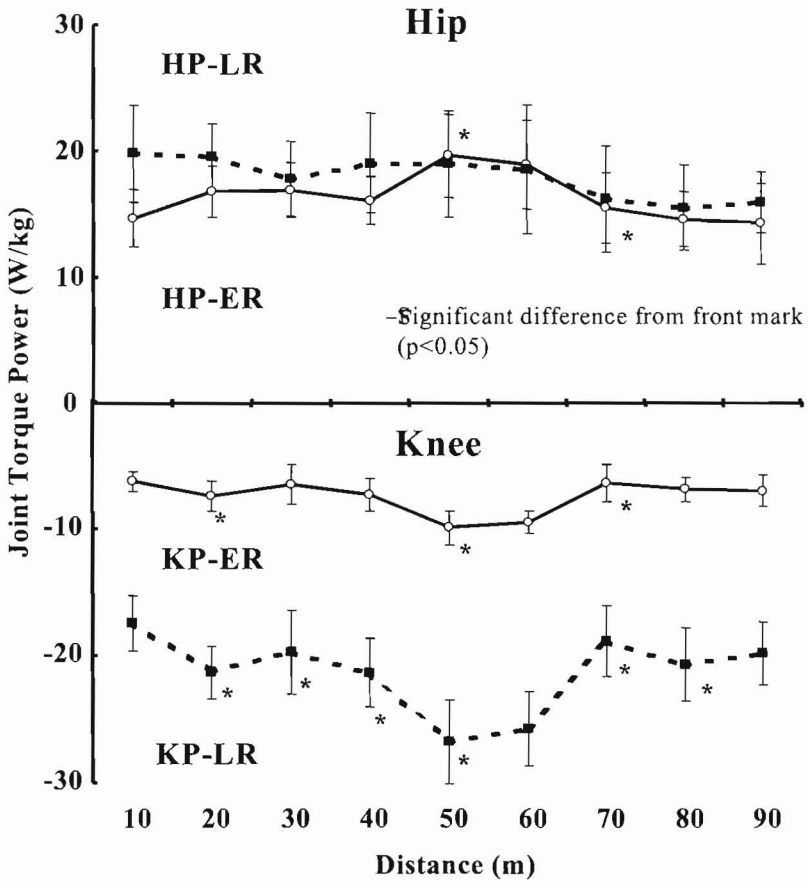 Hip
30
HP-LR
20
*
*
10
HP-ER
Significant difference from front mark
(p<0.05)
Joint Torque Power (W/kg)
0
Knee
*
*
*
-10
KP-ER
-20
*
*
*
*
*
*
KP-LR
-30
10 20 30 40 50 60 70 80 90
Distance (m)